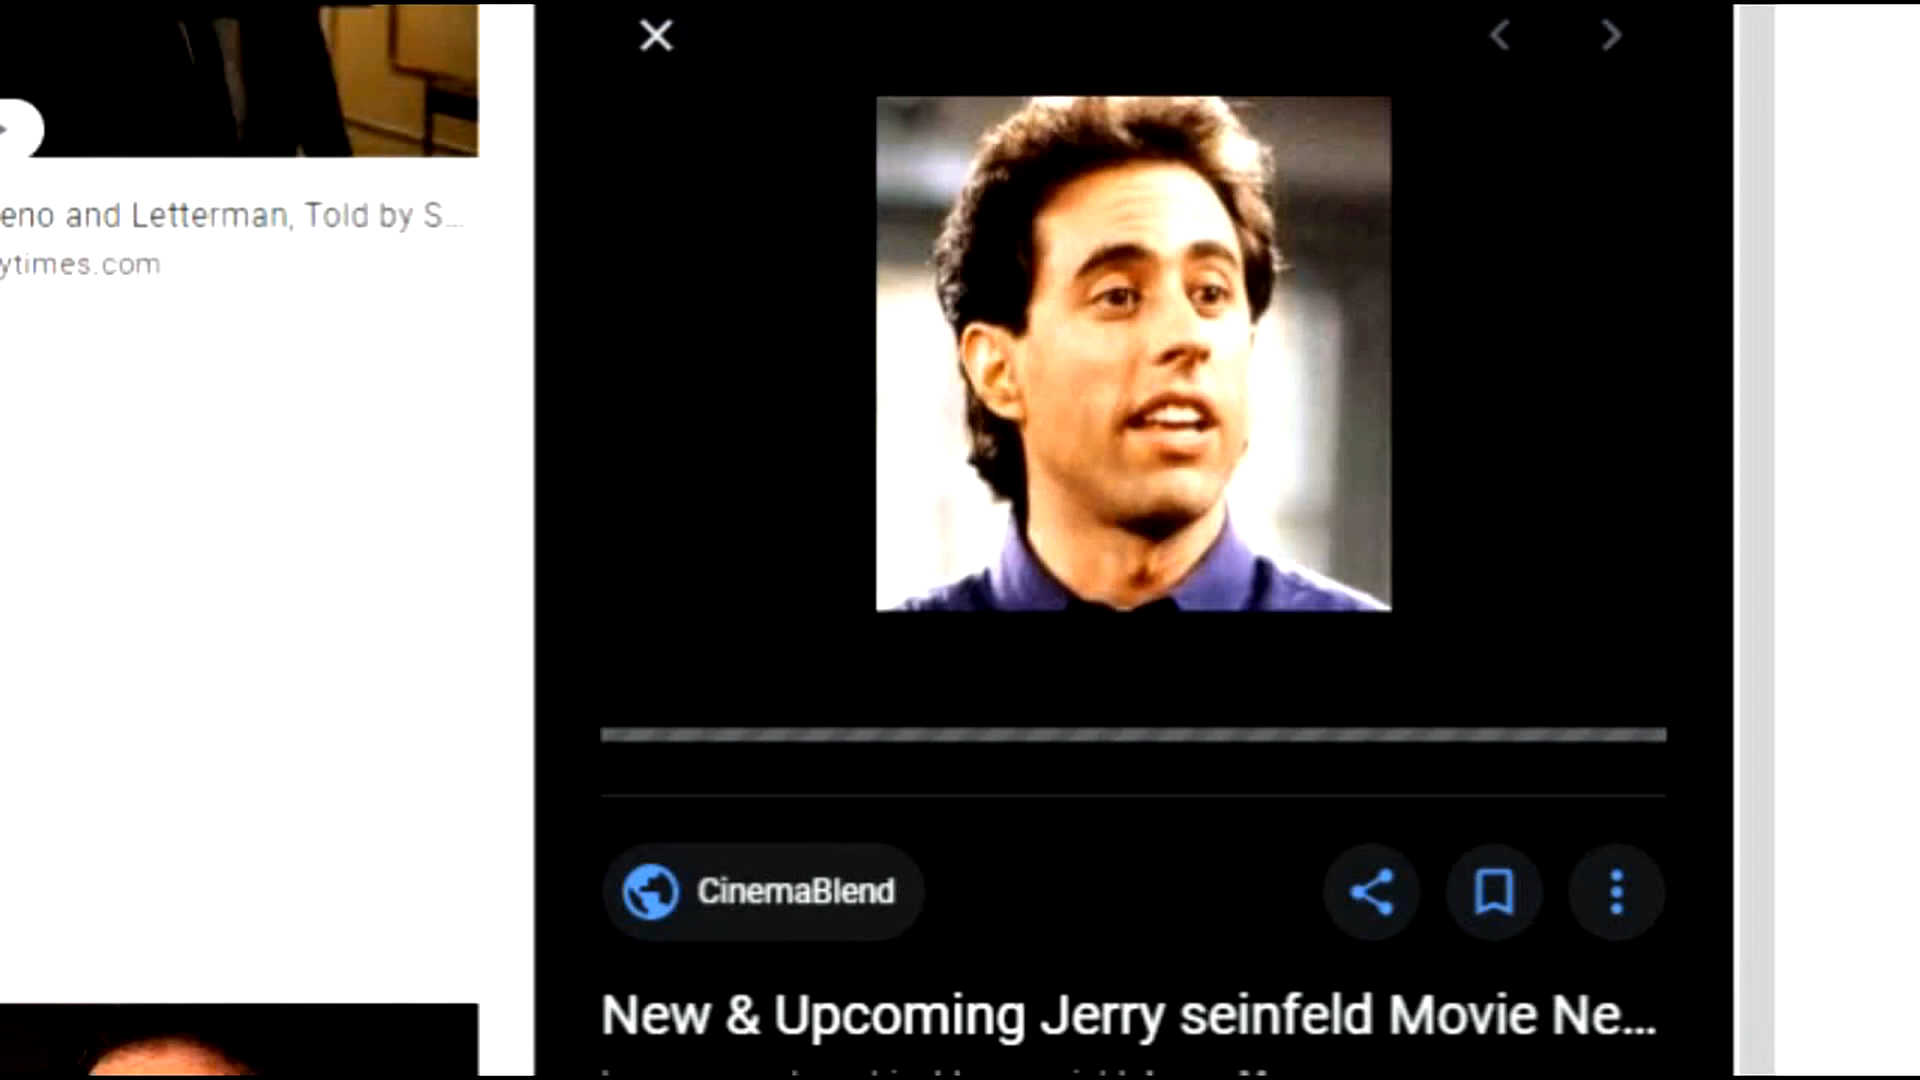 eno and Letterman, Told by S...
ytimes.com
CinemaBlend
New & Upcoming Jerry seinfeld Movie Ne...